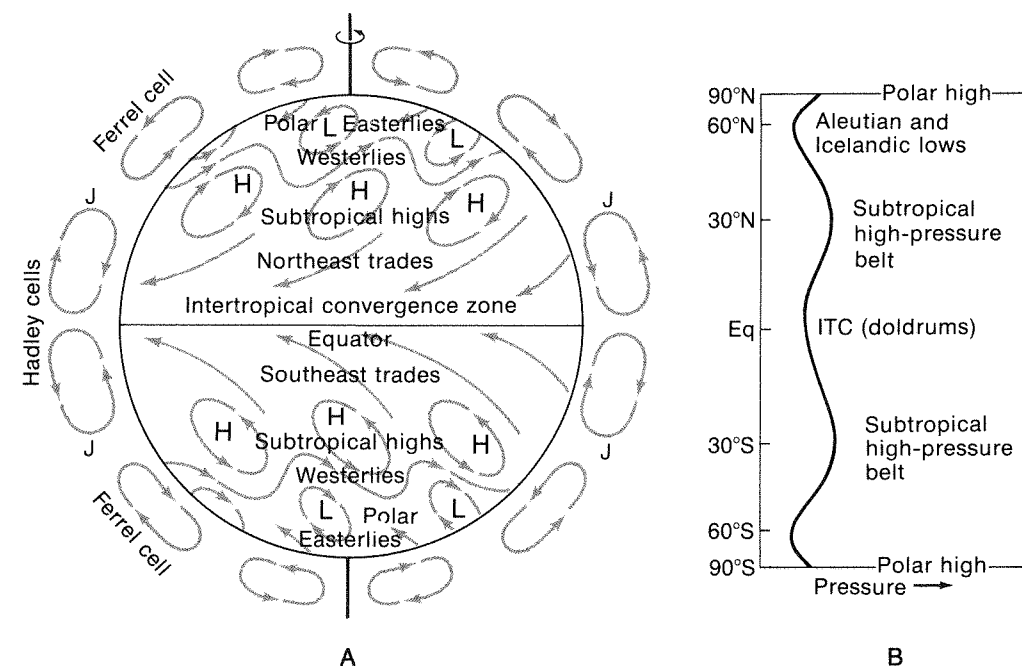 Ferrel cell
Polar L Easterlies L
Westerlies
J
J
H
H
H
Subtropical highs
Hadley cells
Northeast trades
Intertropical convergence zone
Equator
Southeast trades
H
H
H
Subtropical highs
J
J
Westerlies
L
Polar
L
Easterlies
Ferrel cell
A
90°N
Polar high
60°N
Aleutian and
Icelandic lows
30°N
Subtropical
high-pressure
belt
Eq
ITC (doldrums)
30°S
Subtropical
high-pressure
belt
60°S
90°S
Polar high
Pressure
B